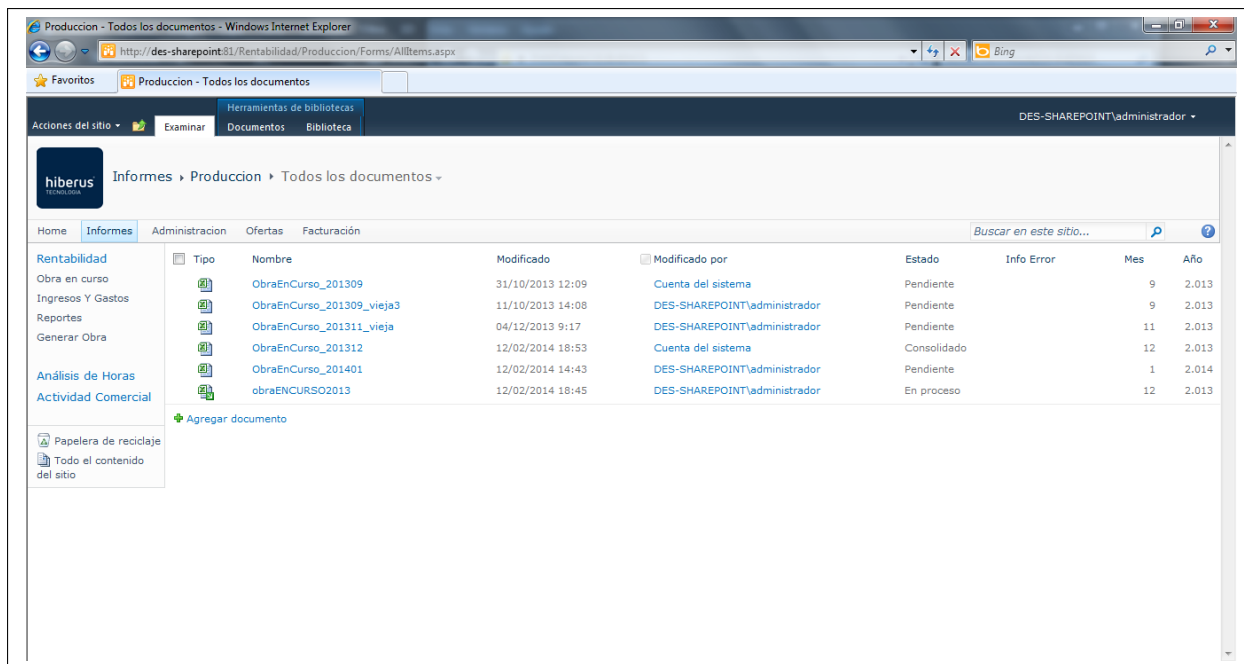 Produccion - Todos los documentos - Windows Internet Explorer
http://des-sharepoint:81/Rentabilidad/Produccion/Forms/AllItems.aspx
Bing
Favoritos
Produccion - Todos los documentos
Herramientas de bibliotecas
Acciones del sitio
Examinar
Documentos
Biblioteca
DES-SHAREPOINT\administrador
hiberus
TECNOLOGIA
Informes Produccion Todos los documentos
Home Informes Administracion Ofertas Facturación
Buscar en este sitio...
Rentabilidad
Obra en curso
Ingresos Y Gastos
Reportes
Generar Obra
Análisis de Horas
Actividad Comercial
Papelera de reciclaje
Todo el contenido
del sitio
Tipo Nombre Modificado Modificado por Estado Info Error Mes Año
ObraEnCurso_201309 31/10/2013 12:09 Cuenta del sistema Pendiente 9 2.013
ObraEnCurso_201309_vieja3 11/10/2013 14:08 DES-SHAREPOINT\administrador Pendiente 9 2.013
ObraEnCurso_201311_vieja 04/12/2013 9:17 DES-SHAREPOINT\administrador Pendiente 11 2.013
ObraEnCurso_201312 12/02/2014 18:53 Cuenta del sistema Consolidado 12 2.013
ObraEnCurso_201401 12/02/2014 14:43 DES-SHAREPOINT\administrador Pendiente 1 2.014
obraENCURSO2013 12/02/2014 18:45 DES-SHAREPOINT\administrador En proceso 12 2.013
Agregar documento